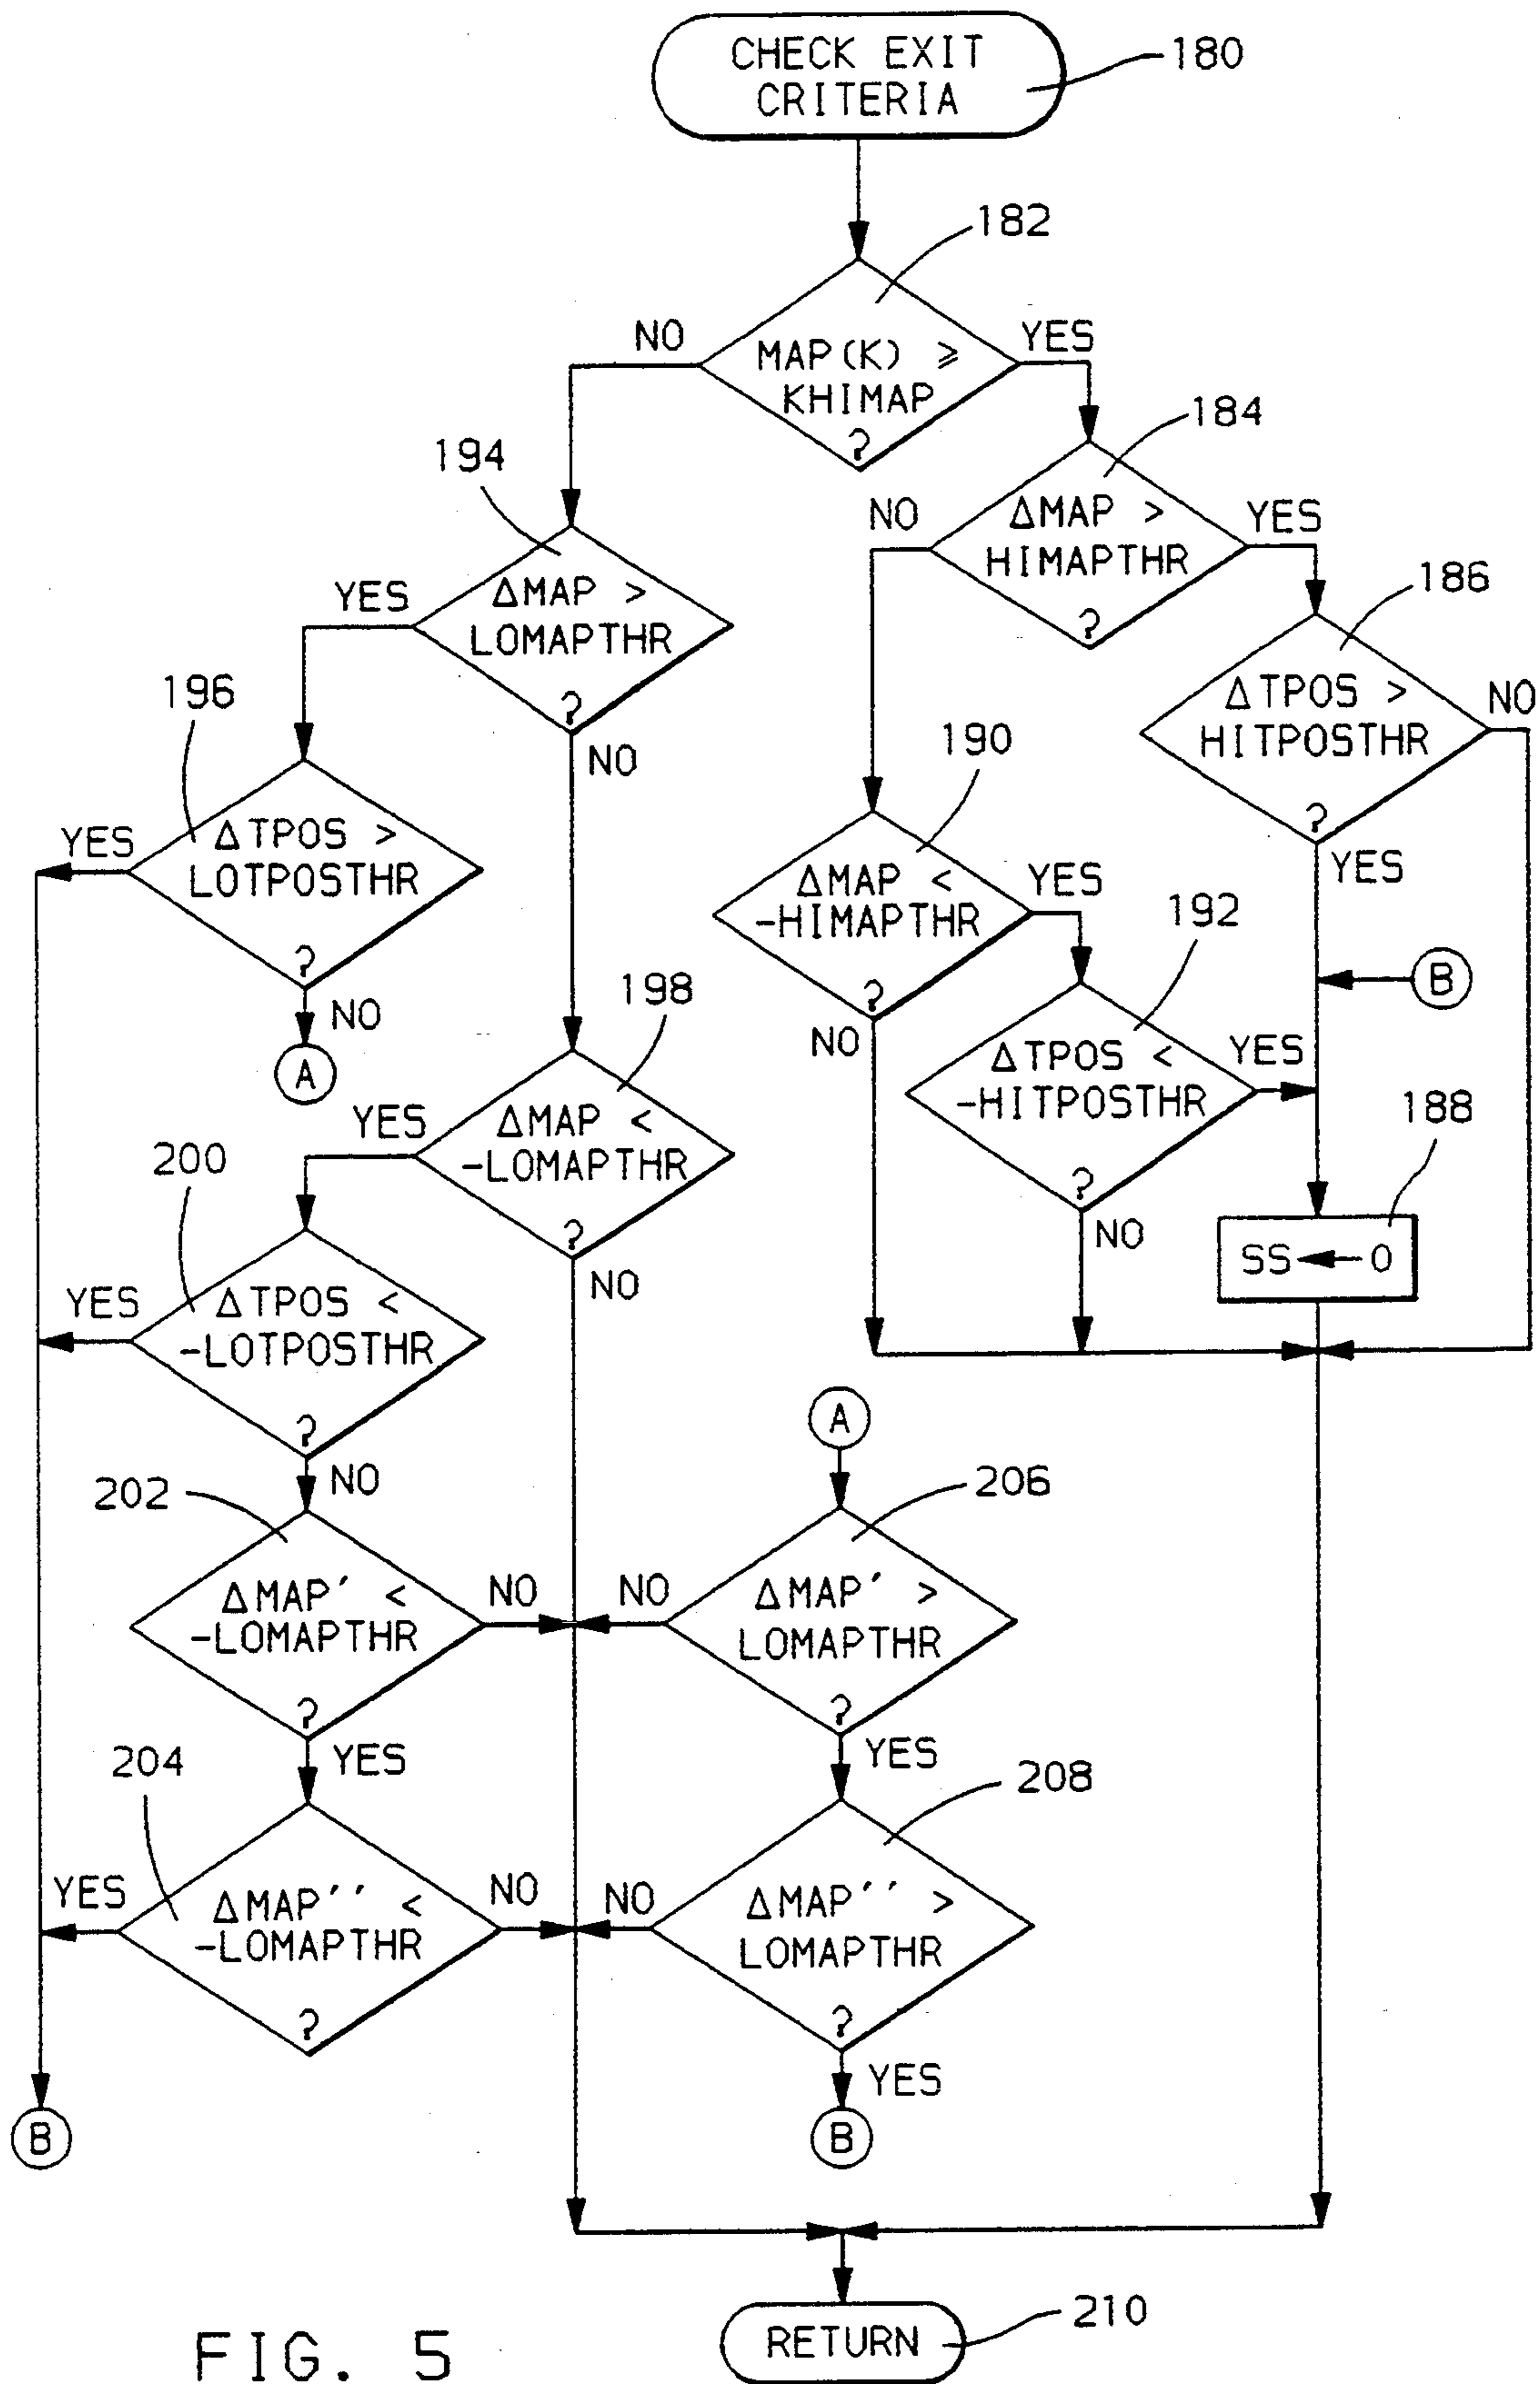 CHECK EXIT
CRITERIA
180
182
MAP(K) ≥
KHIMAP
?
NO
YES
184
ΔMAP >
HIMAPTHR
?
NO
YES
194
ΔMAP >
LOMAPTHR
?
YES
NO
186
ΔTPOS >
HITPOSTHR
?
NO
YES
196
ΔTPOS >
LOTPOSTHR
?
YES
NO
A
190
ΔMAP <
-HIMAPTHR
?
YES
NO
B
192
ΔTPOS <
-HITPOSTHR
?
YES
NO
198
ΔMAP <
-LOMAPTHR
?
YES
NO
188
SS ← 0
200
ΔTPOS <
-LOTPOSTHR
?
YES
NO
A
202
ΔMAP' <
-LOMAPTHR
?
NO
YES
206
ΔMAP' >
LOMAPTHR
?
NO
YES
204
ΔMAP'' <
-LOMAPTHR
?
YES
NO
208
ΔMAP'' >
LOMAPTHR
?
NO
YES
B
B
RETURN
210
FIG. 5